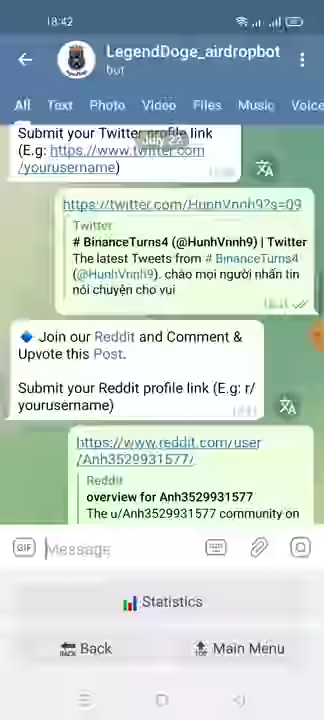 18:42
LegendDoge_airdropbot
bot
All Text Photo Video Files Music Voice
Submit your Twitter profile link
July 22
(E.g: https://www.twitter.com
/yourusername)
https://twitter.com/HunhVnnh9?s=09
Twitter
# BinanceTurns4 (@HunhVnnh9) | Twitter
The latest Tweets from # BinanceTurns4
(@HunhVnnh9). chào mọi người nhấn tin
nói chuyện cho vui
Join our Reddit and Comment &
Upvote this Post.
Submit your Reddit profile link (E.g: r/
yourusername)
https://www.reddit.com/user
/Anh3529931577/
Reddit
overview for Anh3529931577
The u/Anh3529931577 community on
GIF Message
Statistics
BACK Back TOP Main Menu